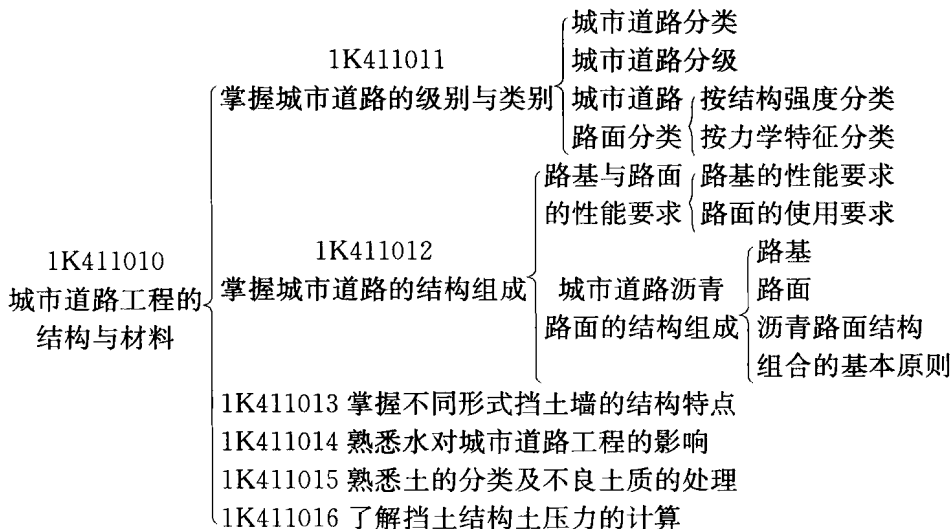 1K411010
城市道路工程的
结构与材料
1K411011
掌握城市道路的级别与类别
城市道路分类
城市道路分级
城市道路
路面分类
按结构强度分类
按力学特征分类
1K411012
掌握城市道路的结构组成
路基与路面
的性能要求
路基的性能要求
路面的使用要求
城市道路沥青
路面的结构组成
路基
路面
沥青路面结构
组合的基本原则
1K411013 掌握不同形式挡土墙的结构特点
1K411014 熟悉水对城市道路工程的影响
1K411015 熟悉土的分类及不良土质的处理
1K411016 了解挡土结构土压力的计算